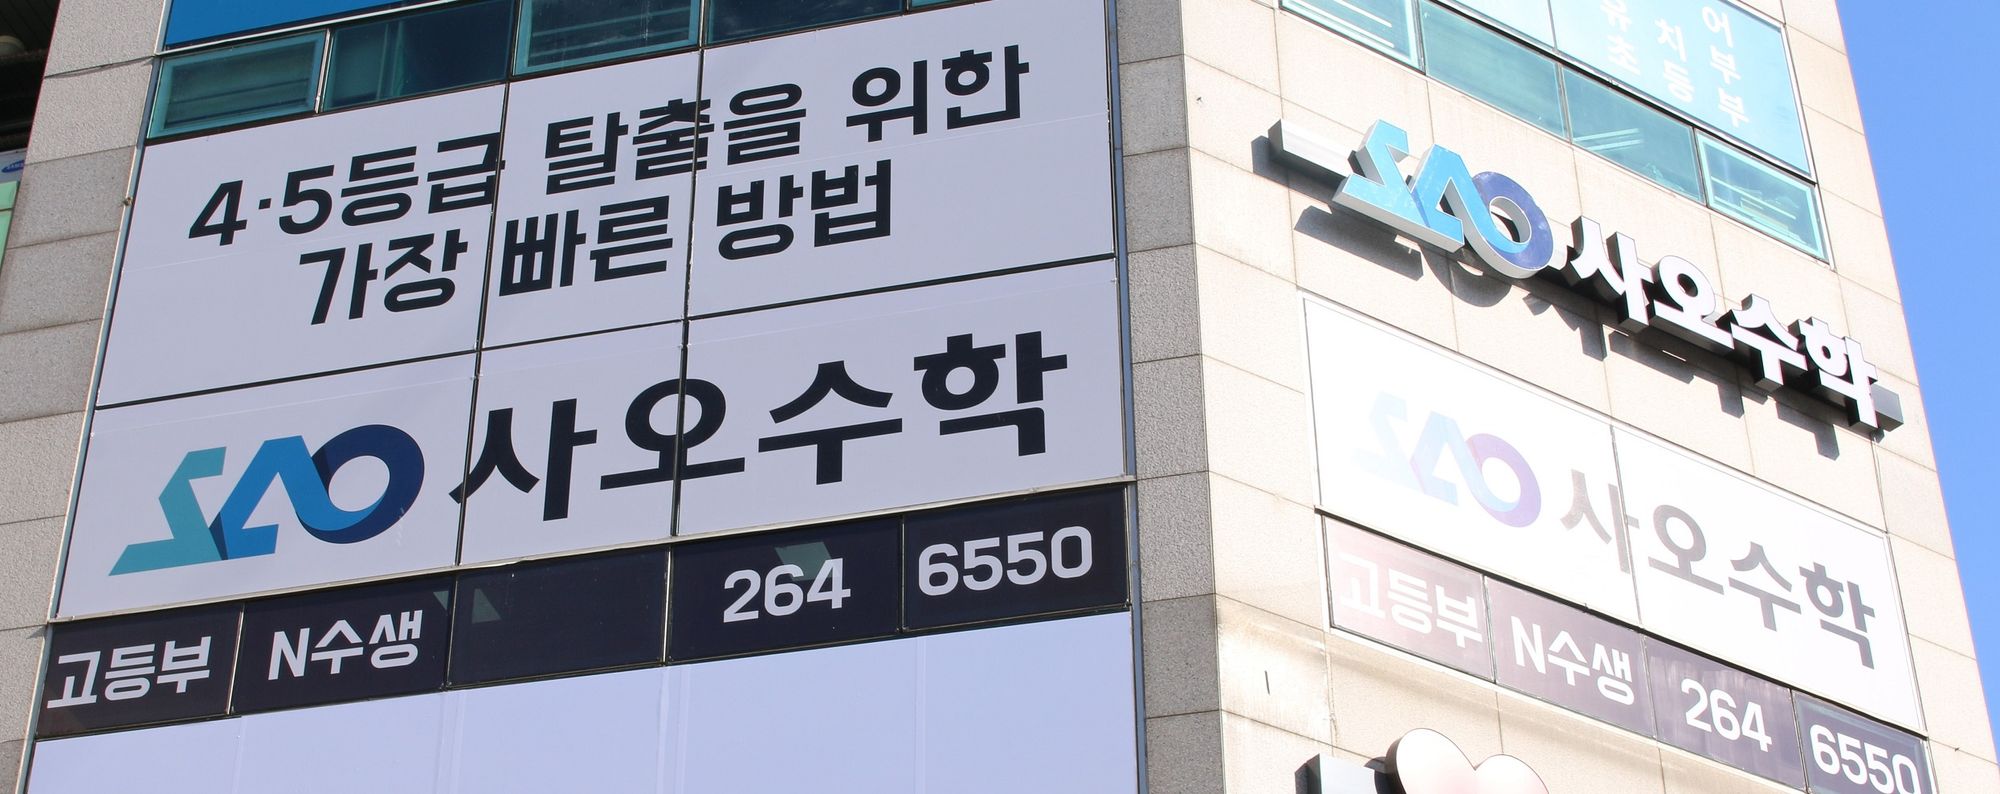 4·5등급 탈출을 위한
가장 빠른 방법
SAO 사오수학
고등부 N수생 264 6550
어
유 치 부
초 등 부
SAO 사오수학
SAO 사오수학
고등부 N수생 264 6550